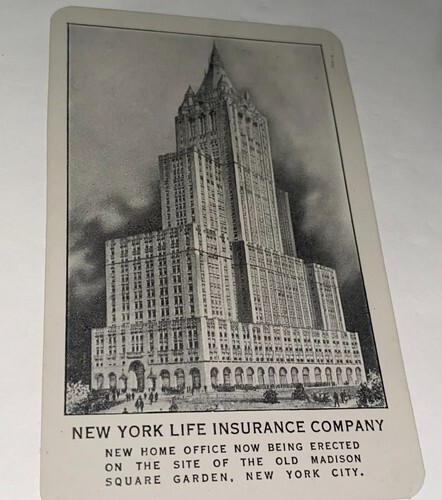 NEW YORK LIFE INSURANCE COMPANY
NEW HOME OFFICE NOW BEING ERECTED
ON THE SITE OF THE OLD MADISON
SQUARE GARDEN, NEW YORK CITY.